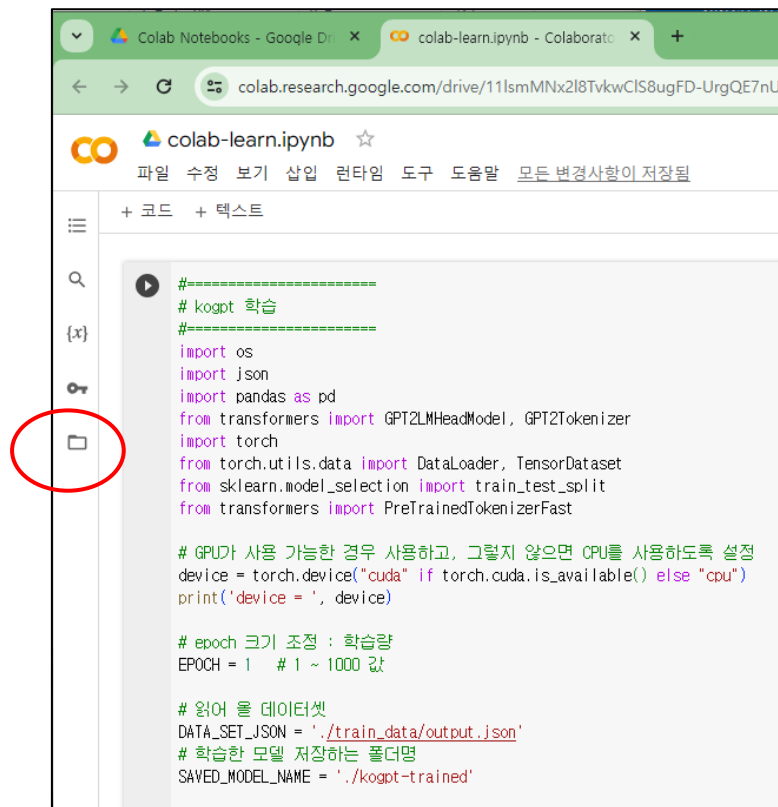 Colab Notebooks - Google Dri
colab-learn.ipynb - Colaborato
colab.research.google.com/drive/11lsmMNx2l8TvkwClS8ugFD-UrgQE7nU
colab-learn.ipynb
파일 수정 보기 삽입 런타임 도구 도움말 모든 변경사항이 저장됨
+ 코드 + 텍스트
#=======================
# kogpt 학습
#=======================
import os
import json
import pandas as pd
from transformers import GPT2LMHeadModel, GPT2Tokenizer
import torch
from torch.utils.data import DataLoader, TensorDataset
from sklearn.model_selection import train_test_split
from transformers import PreTrainedTokenizerFast
# GPU가 사용 가능한 경우 사용하고, 그렇지 않으면 CPU를 사용하도록 설정
device = torch.device("cuda" if torch.cuda.is_available() else "cpu")
print('device = ', device)
# epoch 크기 조정 : 학습량
EPOCH = 1 # 1 ~ 1000 값
# 읽어 올 데이터셋
DATA_SET_JSON = './train_data/output.json'
# 학습한 모델 저장하는 폴더명
SAVED_MODEL_NAME = './kogpt-trained'
{x}